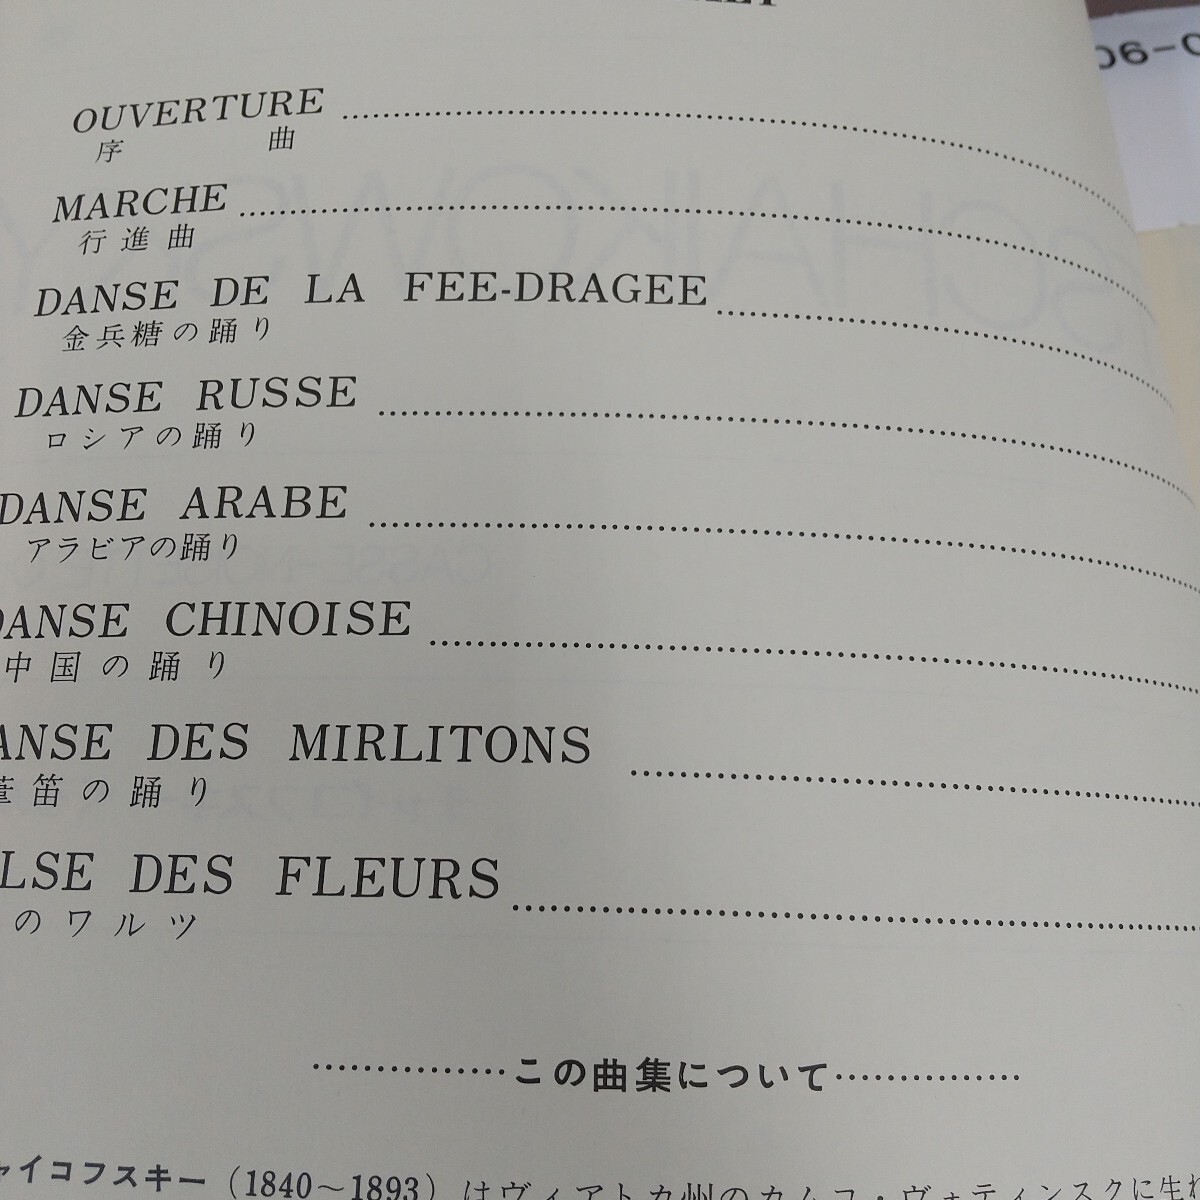 06-0
OUVERTURE
序曲
MARCHE
行進曲
DANSE DE LA FEE-DRAGEE
金兵糖の踊り
DANSE RUSSE
ロシアの踊り
DANSE ARABE
アラビアの踊り
DANSE CHINOISE
中国の踊り
ANSE DES MIRLITONS
葦笛の踊り
LSE DES FLEURS
のワルツ
この曲集について
ャイコフスキー (1840〜1893) はヴィアトカ州のカムコ・ヴォティンスクに生